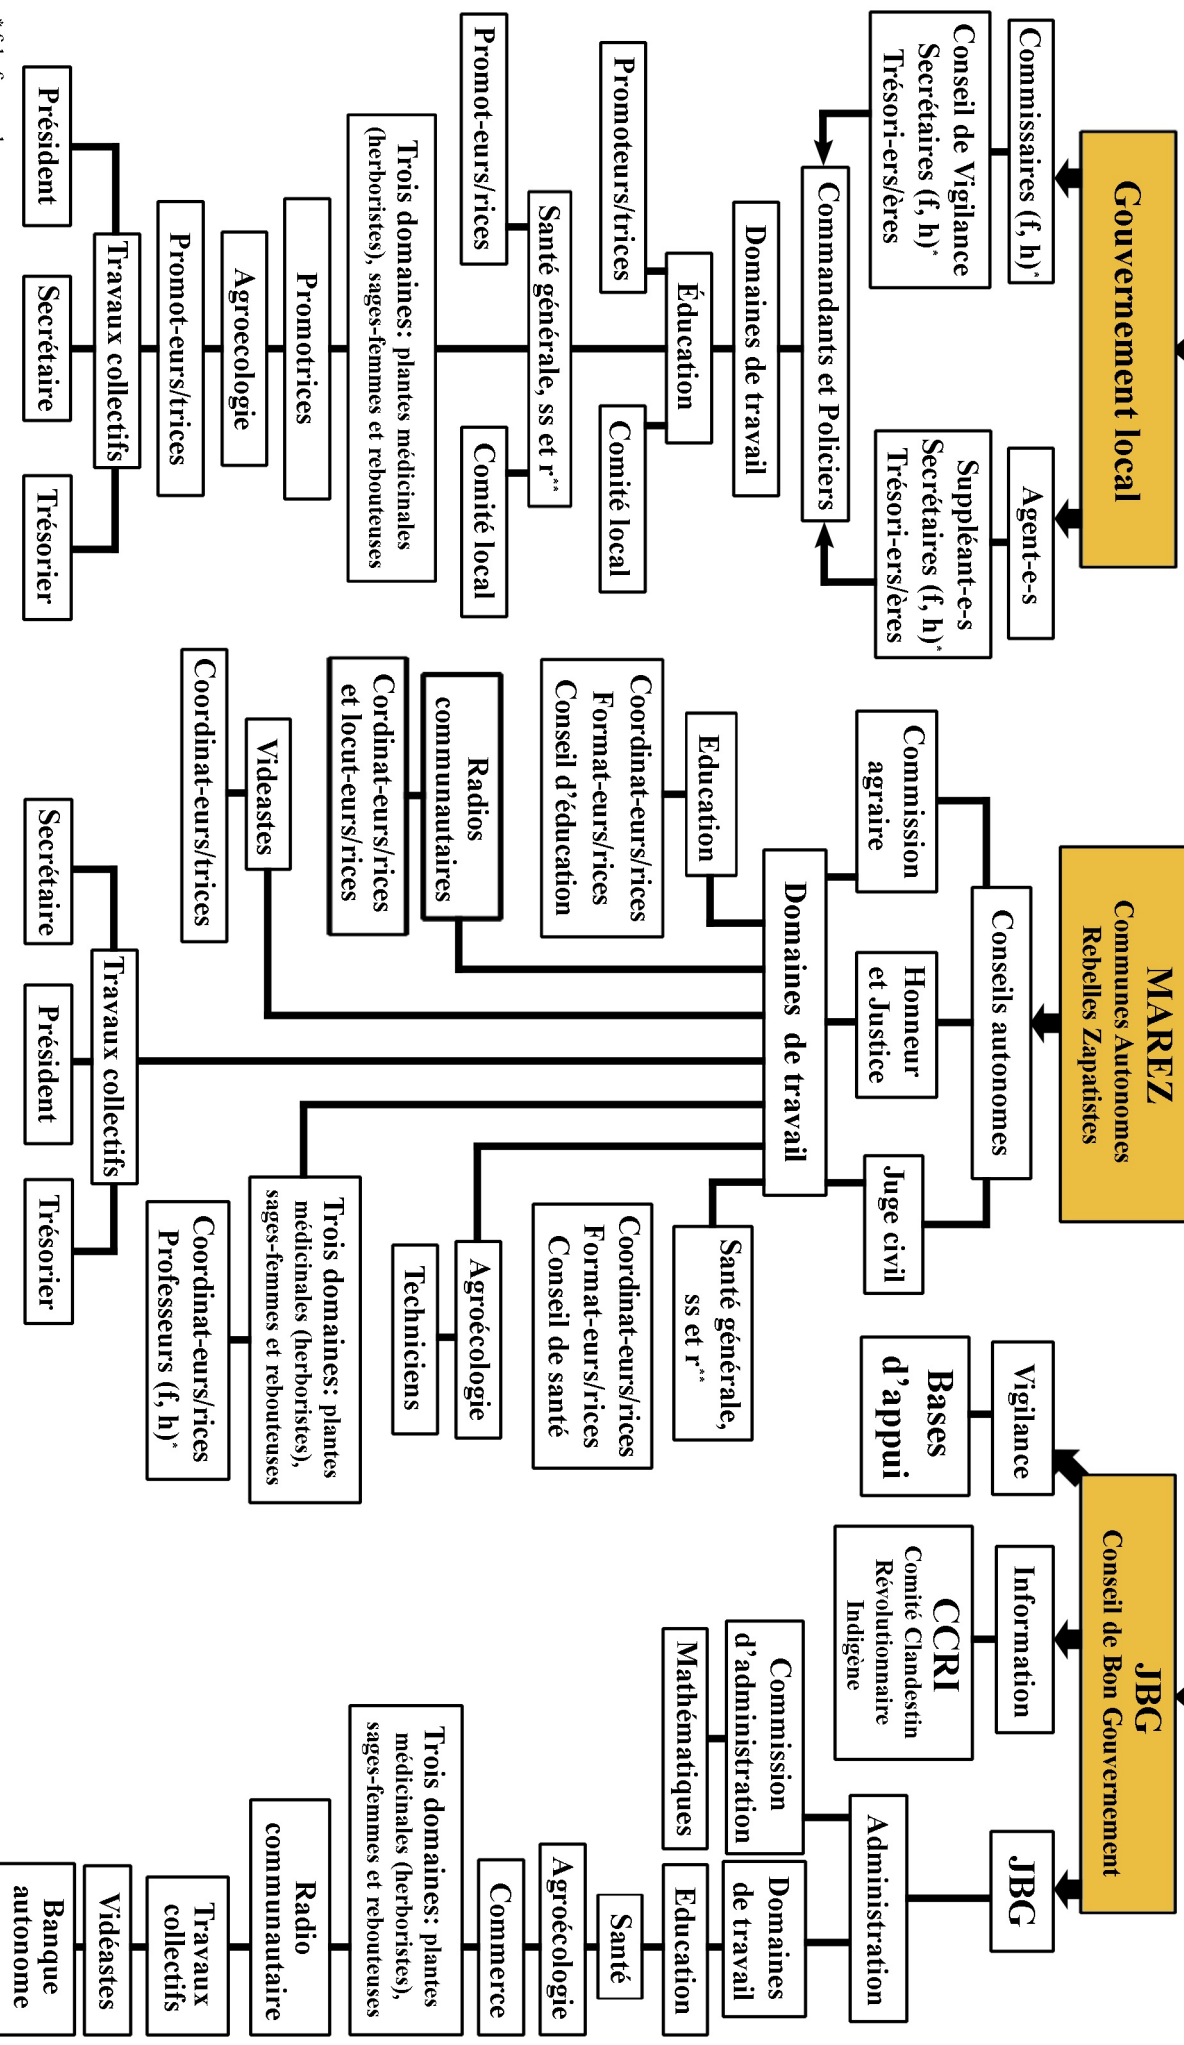 Gouvernement local
Commissaires (f, h)*
Conseil de Vigilance
Secrétaires (f, h)*
Trésori-ers/ères
Agent-e-s
Suppléant-e-s
Secrétaires (f, h)*
Trésori-ers/ères
Commandants et Policiers
Domaines de travail
Éducation
Promoteurs/trices
Comité local
Santé générale, ss et r**
Promot-eurs/rices
Comité local
Trois domaines: plantes médicinales
(herboristes), sages-femmes et rebouteuses
Promotrices
Agroecologie
Promot-eurs/trices
Travaux collectifs
Président
Secrétaire
Trésorier
MAREZ
Communes Autonomes
Rebelles Zapatistes
Conseils autonomes
Commission
agraire
Honneur
et Justice
Juge civil
Domaines de travail
Education
Coordinat-eurs/rices
Format-eurs/rices
Conseil d'éducation
Radios
communautaires
Cordinat-eurs/rices
et locut-eurs/rices
Videastes
Coordinat-eurs/trices
Santé générale,
ss et r**
Coordinat-eurs/rices
Format-eurs/rices
Conseil de santé
Agroécologie
Techniciens
Trois domaines: plantes
médicinales (herboristes),
sages-femmes et rebouteuses
Coordinat-eurs/rices
Professeurs (f, h)*
Travaux collectifs
Secrétaire
Président
Trésorier
JBG
Conseil de Bon Gouvernement
Vigilance
Bases
d'appui
Information
CCRI
Comité Clandestin
Révolutionnaire
Indigène
JBG
Administration
Commission
d'administration
Mathématiques
Domaines
de travail
Education
Santé
Agroécologie
Commerce
Trois domaines: plantes
médicinales (herboristes),
sages-femmes et rebouteuses
Radio
communautaire
Travaux
collectifs
Vidéastes
Banque
autonome